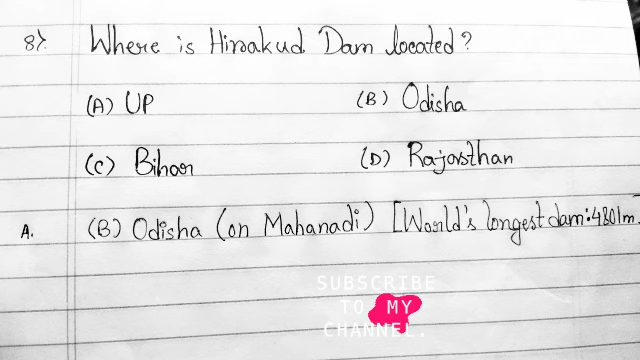 8). Where is Hirakud Dam located?
(A) UP (B) Odisha
(C) Bihar (D) Rajasthan
A. (B) Odisha (on Mahanadi) [World's longest dam: 4801m.
SUBSCRIBE
TO MY
CHANNEL.